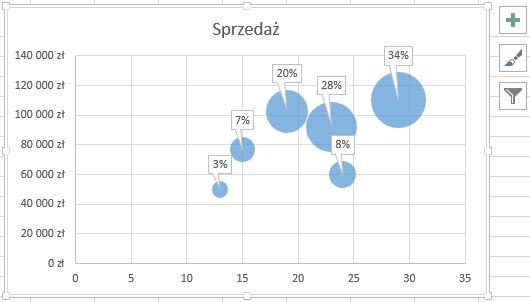 Sprzedaż
140 000 zł
120 000 zł
100 000 zł
80 000 zł
60 000 zł
40 000 zł
20 000 zł
0 zł
34%
20%
28%
7%
8%
3%
0 5 10 15 20 25 30 35